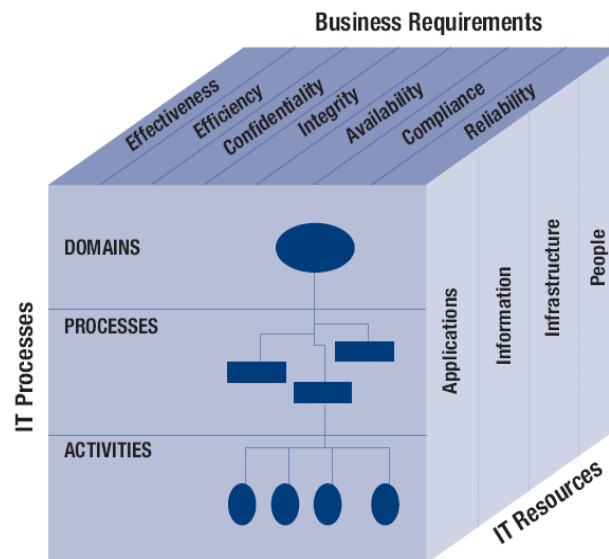 Business Requirements
Effectiveness
Efficiency
Confidentiality
Integrity
Availability
Compliance
Reliability
IT Processes
DOMAINS
PROCESSES
ACTIVITIES
Applications
Information
Infrastructure
People
IT Resources